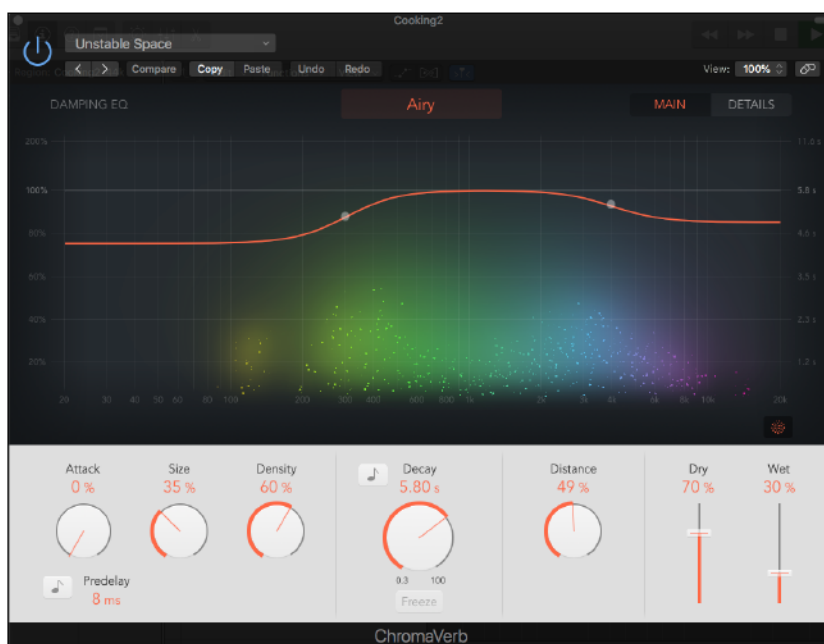 Cooking2
Unstable Space
Compare Copy Paste Undo Redo View: 100%
DAMPING EQ Airy MAIN DETAILS
200% 11.6 s
100% 5.8 s
80% 4.6 s
60% 3.5 s
40% 2.3 s
20% 1.2 s
20 30 40 50 60 80 100 200 300 400 600 800 1k 2k 3k 4k 6k 8k 10k 20k
Attack Size Density Decay Distance Dry Wet
0 % 35 % 60 % 5.80 s 49 % 70 % 30 %
0.3 100
Predelay
8 ms
Freeze
ChromaVerb